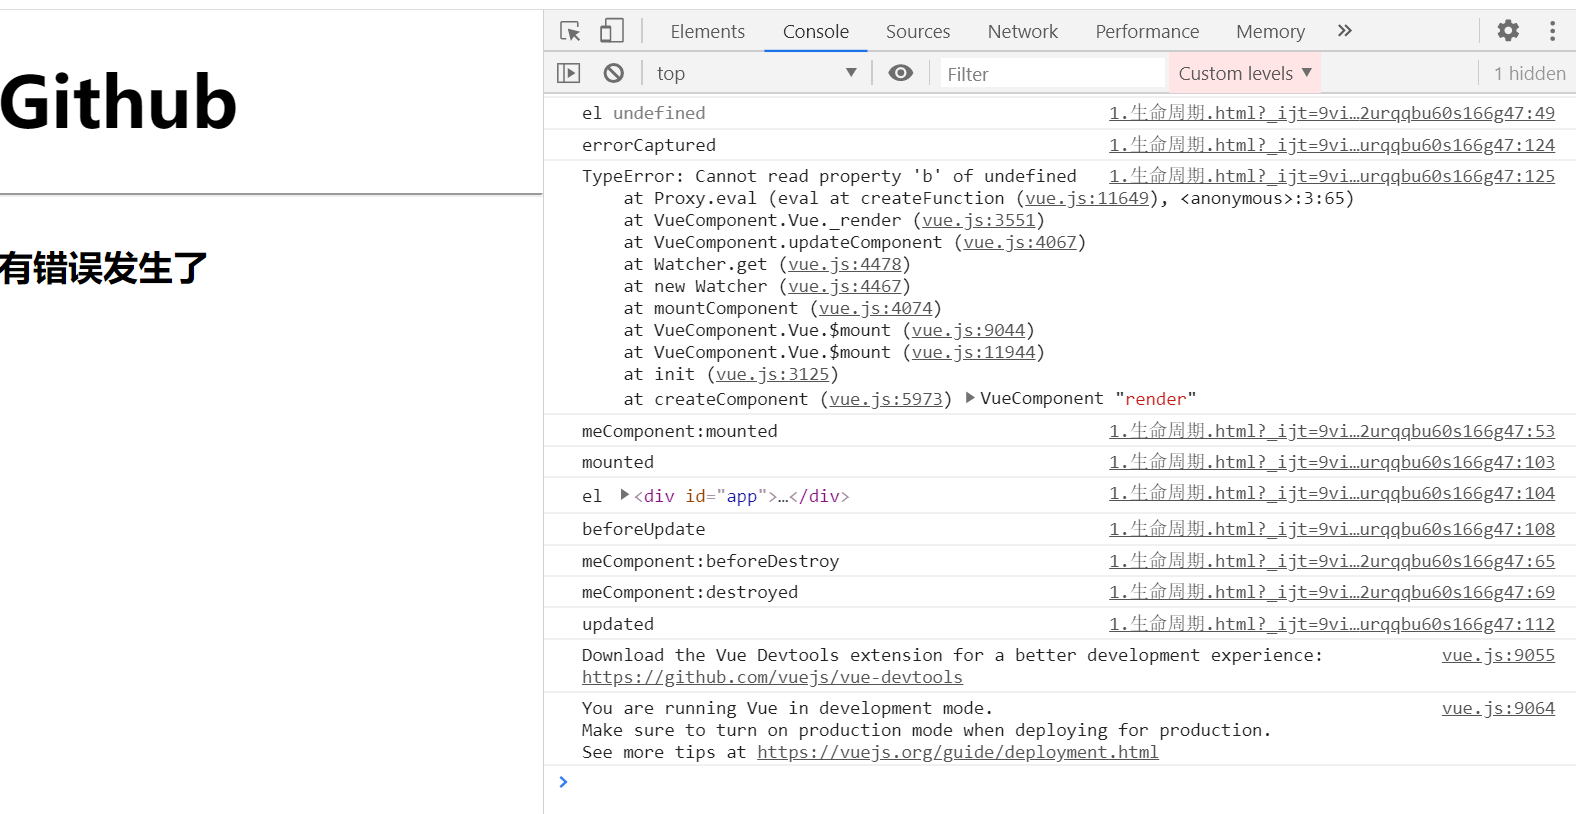 Github
有错误发生了
Elements Console Sources Network Performance Memory »
top Filter Custom levels ▼ 1 hidden
el undefined 1.生命周期.html?_ijt=9vi…2urqqbu60s166g47:49
errorCaptured 1.生命周期.html?_ijt=9vi…urqqbu60s166g47:124
TypeError: Cannot read property 'b' of undefined 1.生命周期.html?_ijt=9vi…urqqbu60s166g47:125
at Proxy.eval (eval at createFunction (vue.js:11649), <anonymous>:3:65)
at VueComponent.Vue._render (vue.js:3551)
at VueComponent.updateComponent (vue.js:4067)
at Watcher.get (vue.js:4478)
at new Watcher (vue.js:4467)
at mountComponent (vue.js:4074)
at VueComponent.Vue.$mount (vue.js:9044)
at VueComponent.Vue.$mount (vue.js:11944)
at init (vue.js:3125)
at createComponent (vue.js:5973) ▶VueComponent "render"
meComponent:mounted 1.生命周期.html?_ijt=9vi…2urqqbu60s166g47:53
mounted 1.生命周期.html?_ijt=9vi…urqqbu60s166g47:103
el ▶<div id="app">…</div> 1.生命周期.html?_ijt=9vi…urqqbu60s166g47:104
beforeUpdate 1.生命周期.html?_ijt=9vi…urqqbu60s166g47:108
meComponent:beforeDestroy 1.生命周期.html?_ijt=9vi…2urqqbu60s166g47:65
meComponent:destroyed 1.生命周期.html?_ijt=9vi…2urqqbu60s166g47:69
updated 1.生命周期.html?_ijt=9vi…urqqbu60s166g47:112
Download the Vue Devtools extension for a better development experience: vue.js:9055
https://github.com/vuejs/vue-devtools
You are running Vue in development mode. vue.js:9064
Make sure to turn on production mode when deploying for production.
See more tips at https://vuejs.org/guide/deployment.html